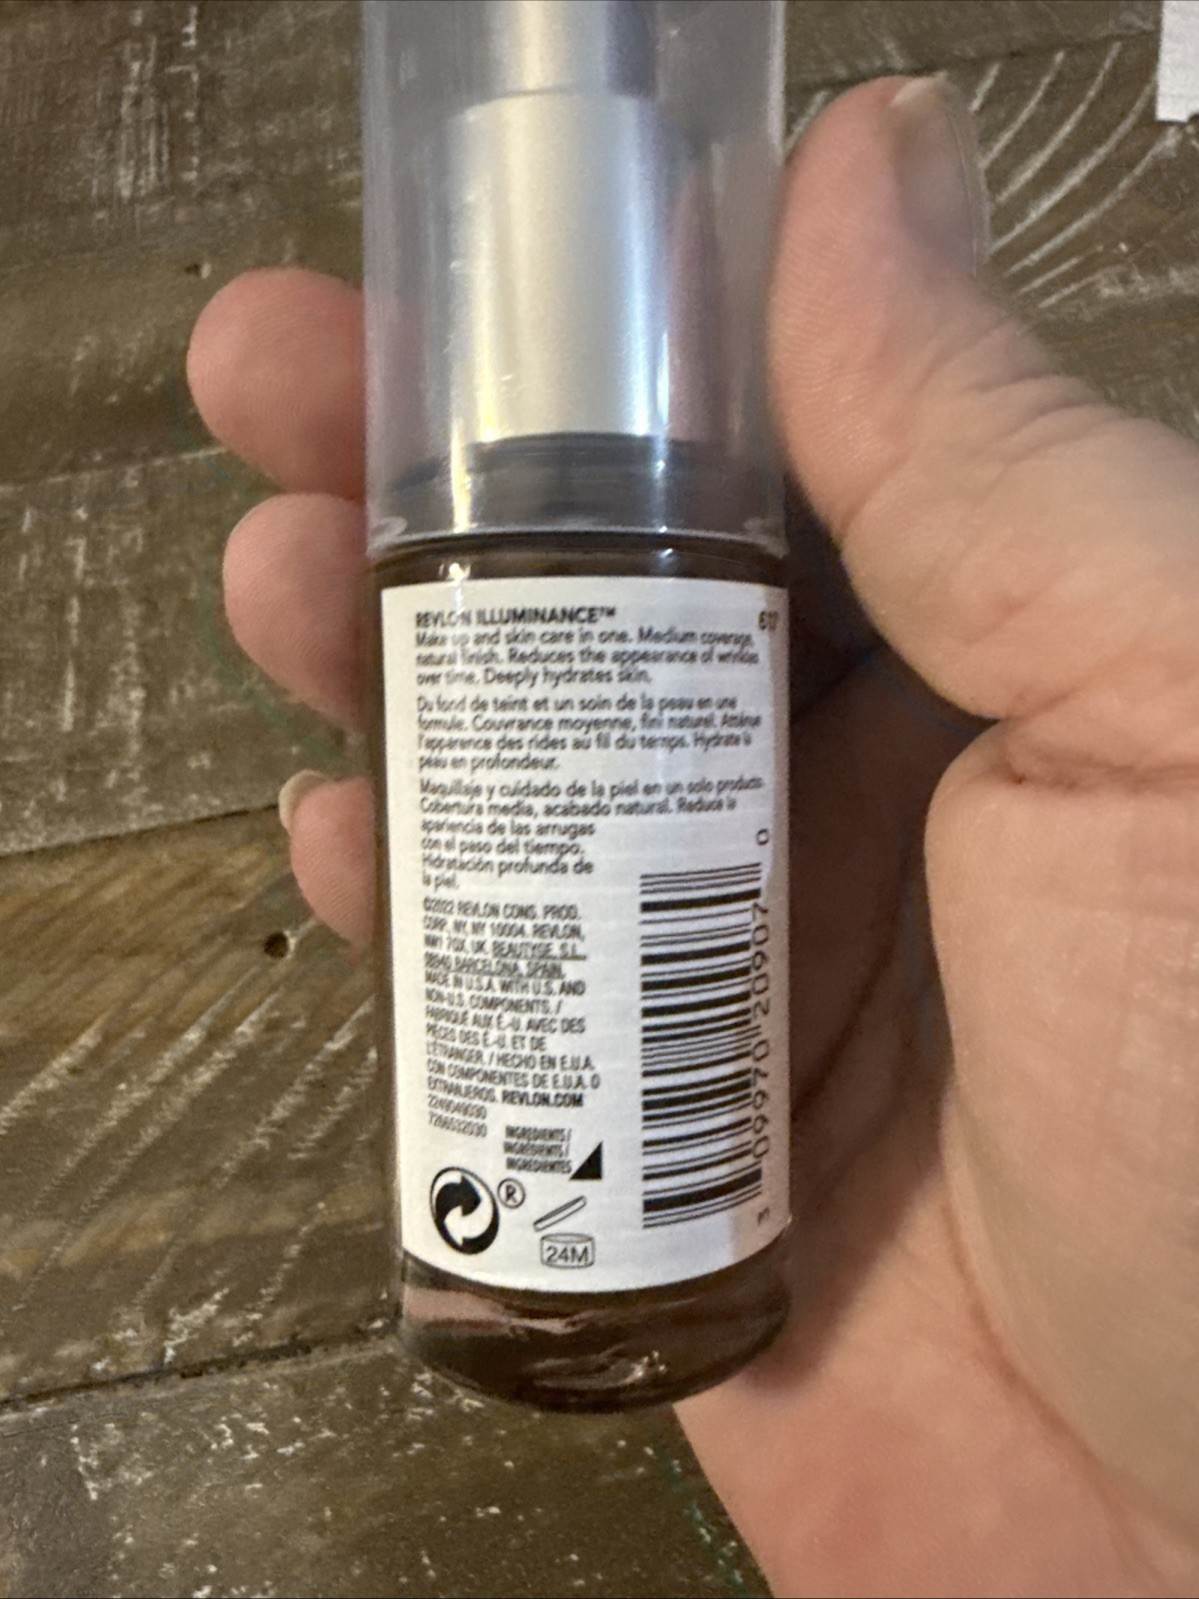 REVLON ILLUMINANCE™
Make up and skin care in one. Medium coverage,
natural finish. Reduces the appearance of wrinkles
over time. Deeply hydrates skin.
Du fond de teint et un soin de la peau en une
formule. Couvrance moyenne, fini naturel. Atténue
l'apparence des rides au fil du temps. Hydrate la
peau en profondeur.
Maquillaje y cuidado de la piel en un solo producto.
Cobertura media, acabado natural. Reduce la
apariencia de las arrugas
con el paso del tiempo.
Hidratación profunda de
la piel.
©2022 REVLON CONS. PROD.
CORP., NY, NY 10004. REVLON,
NW1 7QX, UK. BEAUTYGE, S.L.,
08940 BARCELONA, SPAIN.
MADE IN U.S.A. WITH U.S. AND
NON-U.S. COMPONENTS. /
FABRIQUÉ AUX É.-U. AVEC DES
PIÈCES DES É.-U. ET DE
L'ÉTRANGER. / HECHO EN E.U.A.
CON COMPONENTES DE E.U.A. O
EXTRANJEROS. REVLON.COM
2249049030
7266532030
INGREDIENTS /
INGRÉDIENTS /
INGREDIENTES
®
24M
3 09970 20907 0